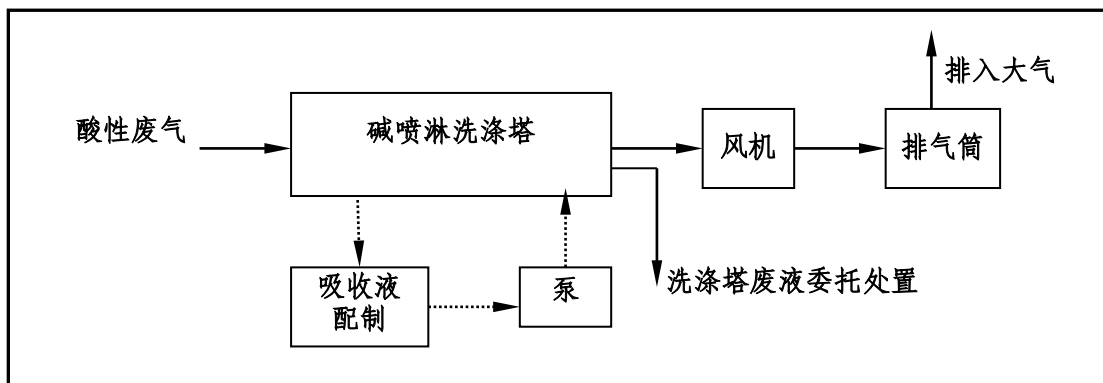 排入大气
酸性废气
碱喷淋洗涤塔
风机
排气筒
吸收液
配制
泵
洗涤塔废液委托处置